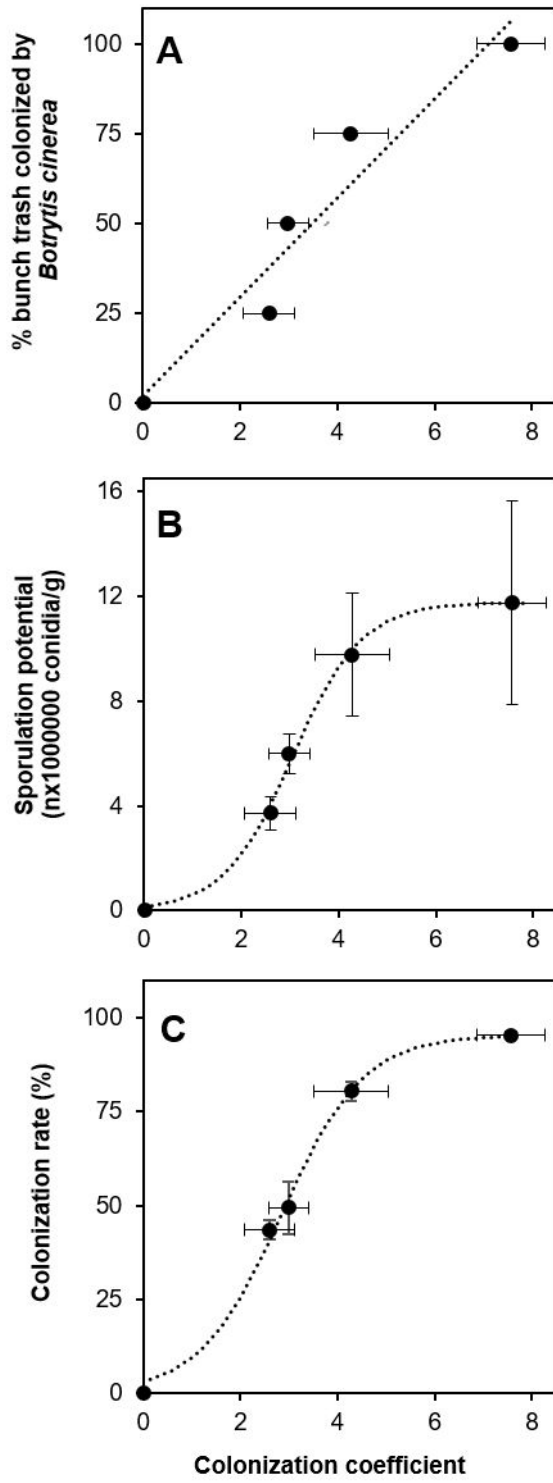 A
% bunch trash colonized by
Botrytis cinerea
100
75
50
25
0
0 2 4 6 8
B
Sporulation potential
(nx1000000 conidia/g)
16
12
8
4
0
0 2 4 6 8
C
Colonization rate (%)
100
75
50
25
0
0 2 4 6 8
Colonization coefficient